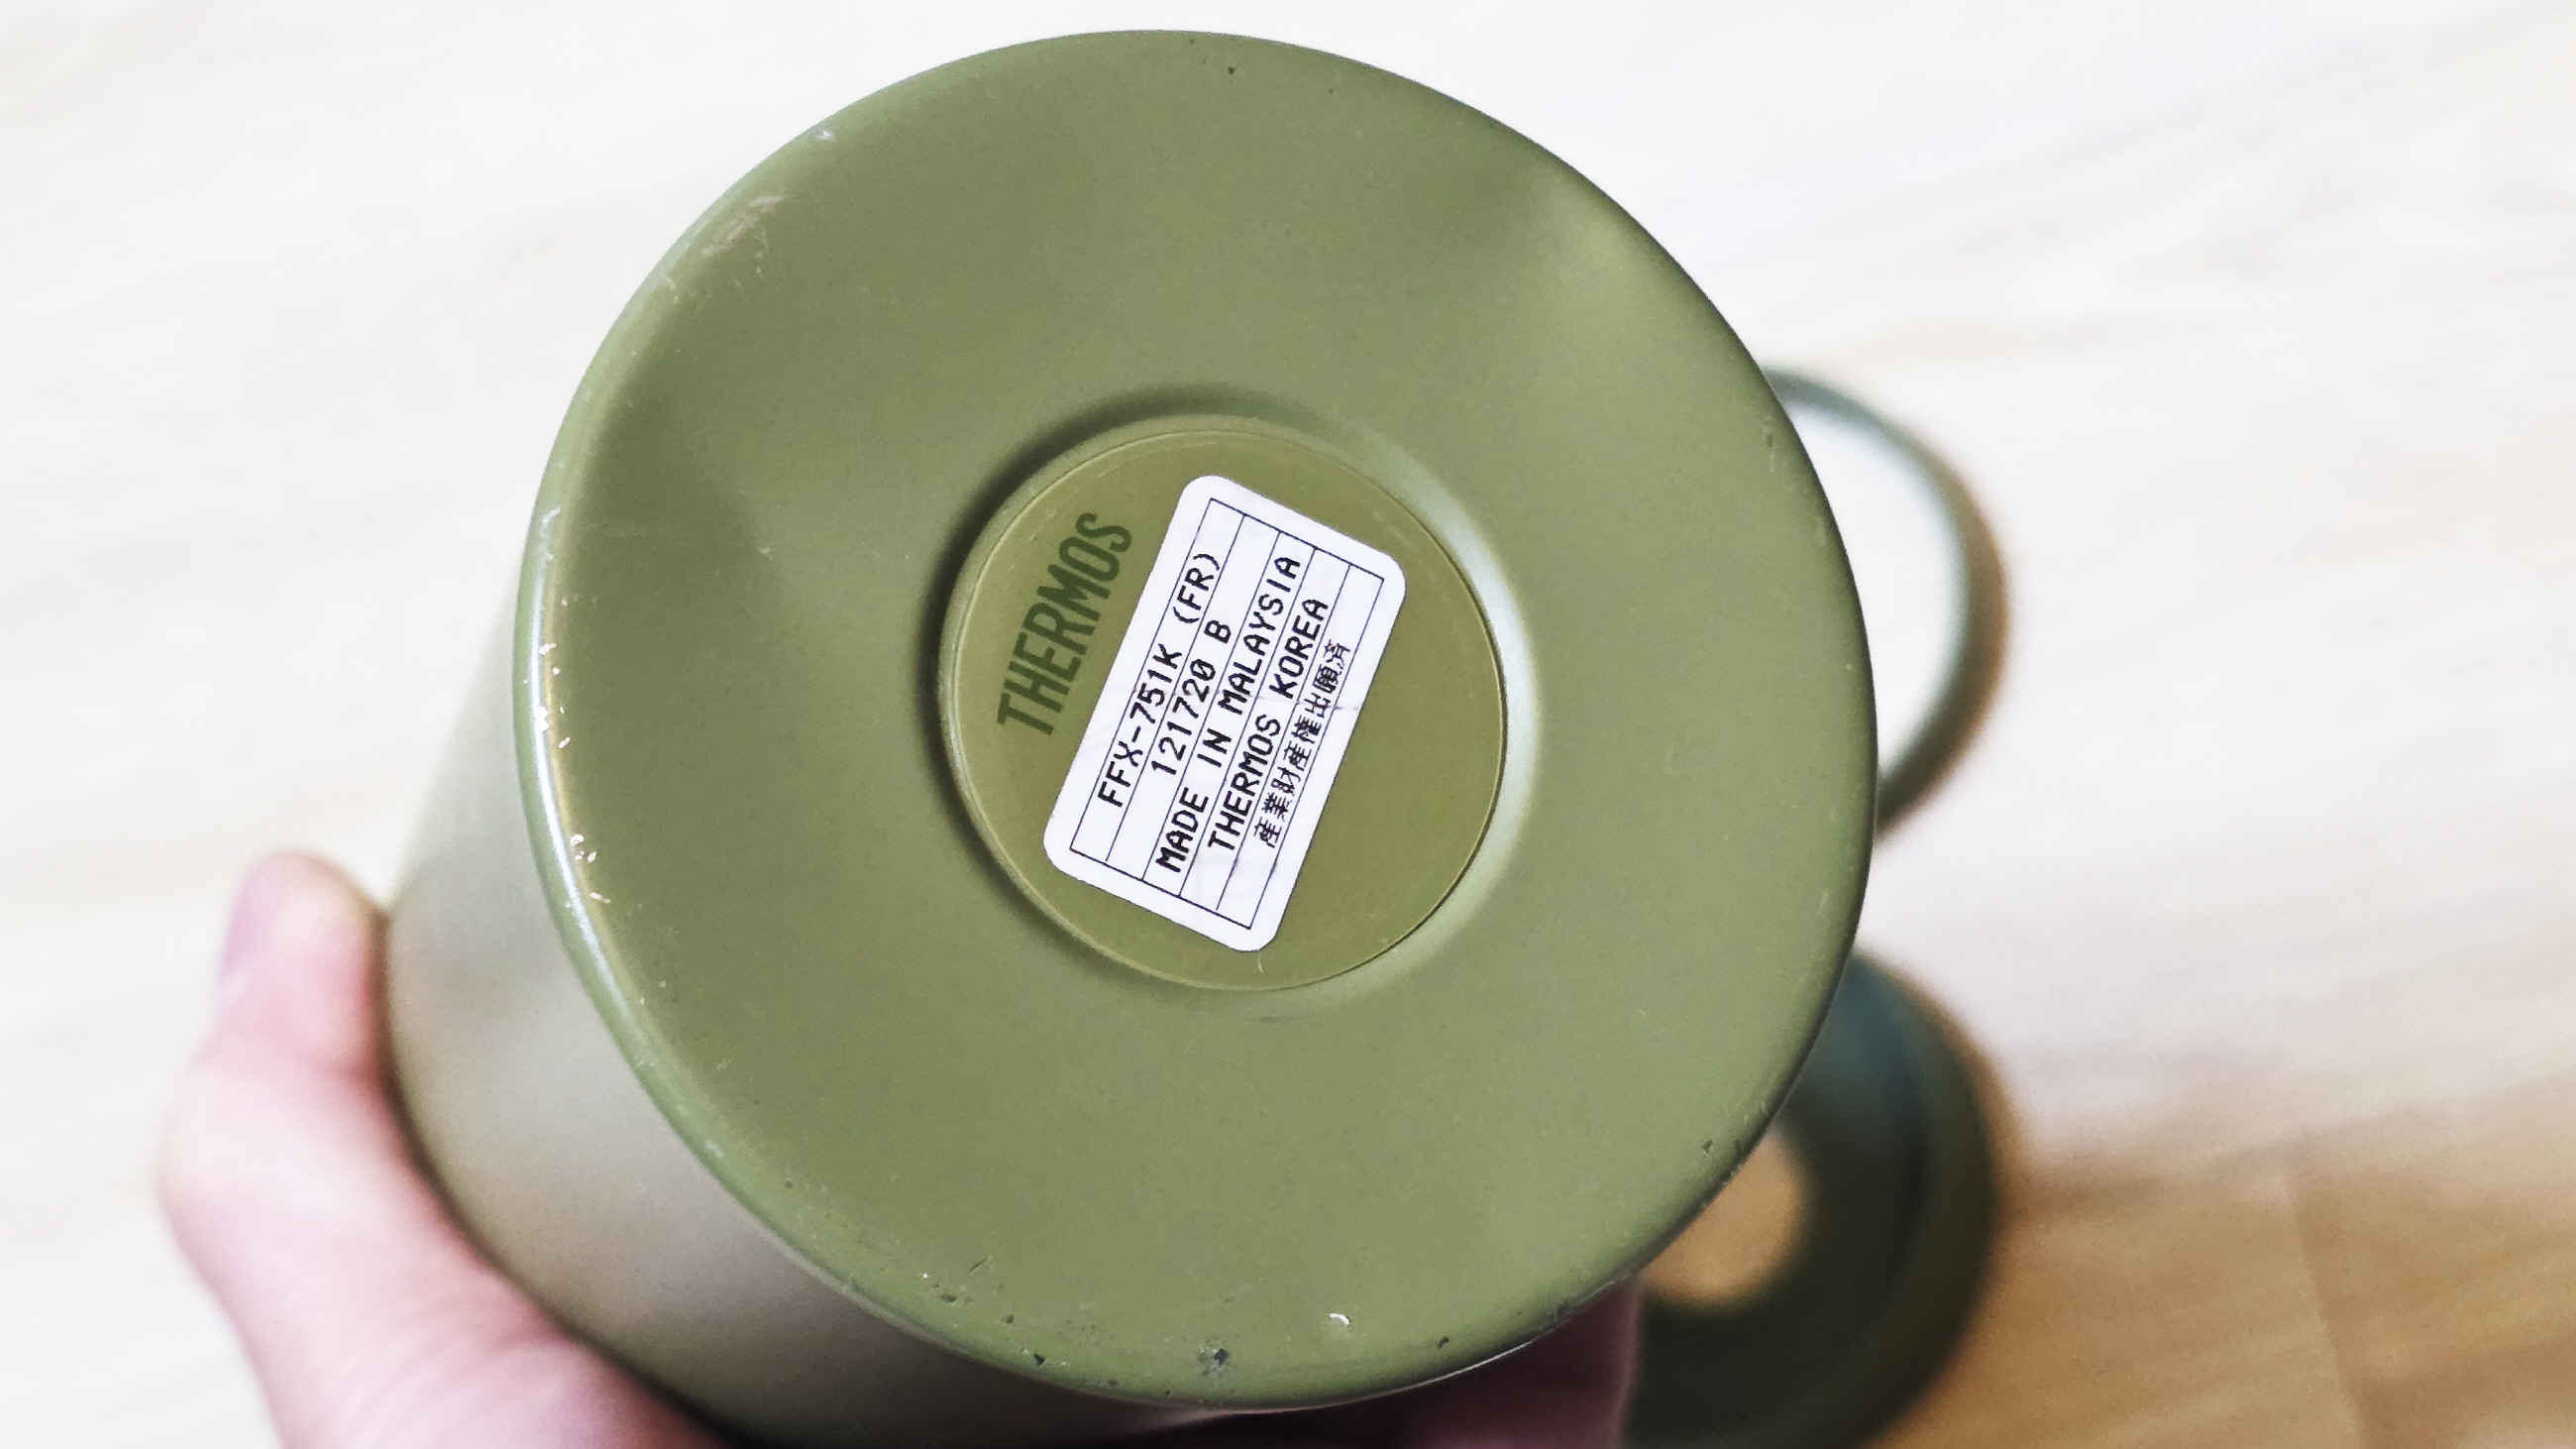 THERMOS
FFX-751K (FR)
121720 B
MADE IN MALAYSIA
THERMOS KOREA
産業財産権出願済